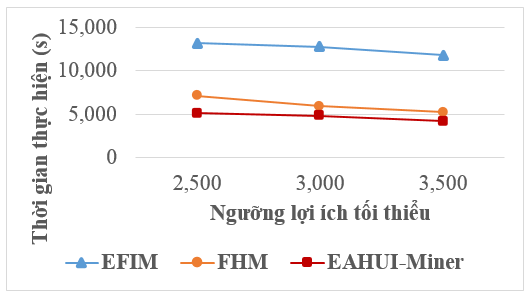 Thời gian thực hiện (s)
15,000
10,000
5,000
0
2,500 3,000 3,500
Ngưỡng lợi ích tối thiểu
EFIM FHM EAHUI-Miner